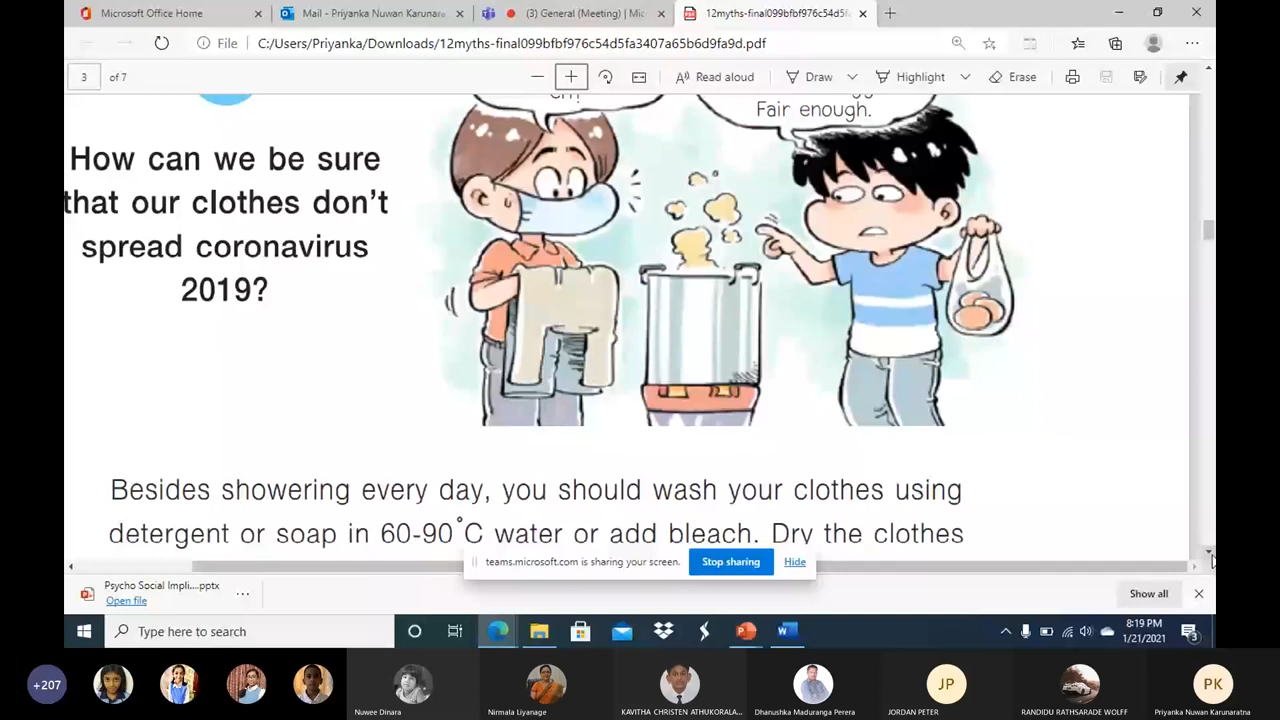 Microsoft Office Home
Mail - Priyanka Nuwan Karunara
(3) General (Meeting) | Mic
12myths-final099bfbf976c54d5f
File
C:/Users/Priyanka/Downloads/12myths-final099bfbf976c54d5fa3407a65b6d9fa9d.pdf
3 of 7
Read aloud
Draw
Highlight
Erase
Fair enough.
How can we be sure
that our clothes don't
spread coronavirus
2019?
Besides showering every day, you should wash your clothes using
detergent or soap in 60-90°C water or add bleach. Dry the clothes
teams.microsoft.com is sharing your screen.
Stop sharing
Hide
Psycho Social Impli....pptx
Open file
Show all
Type here to search
8:19 PM
1/21/2021
3
+207
JP
PK
Nuwee Dinara
Nirmala Liyanage
KAVITHA CHRISTEN ATHUKORALA...
Dhanushka Maduranga Perera
JORDAN PETER
RANDIDU RATHSARADE WOLFF
Priyanka Nuwan Karunaratna